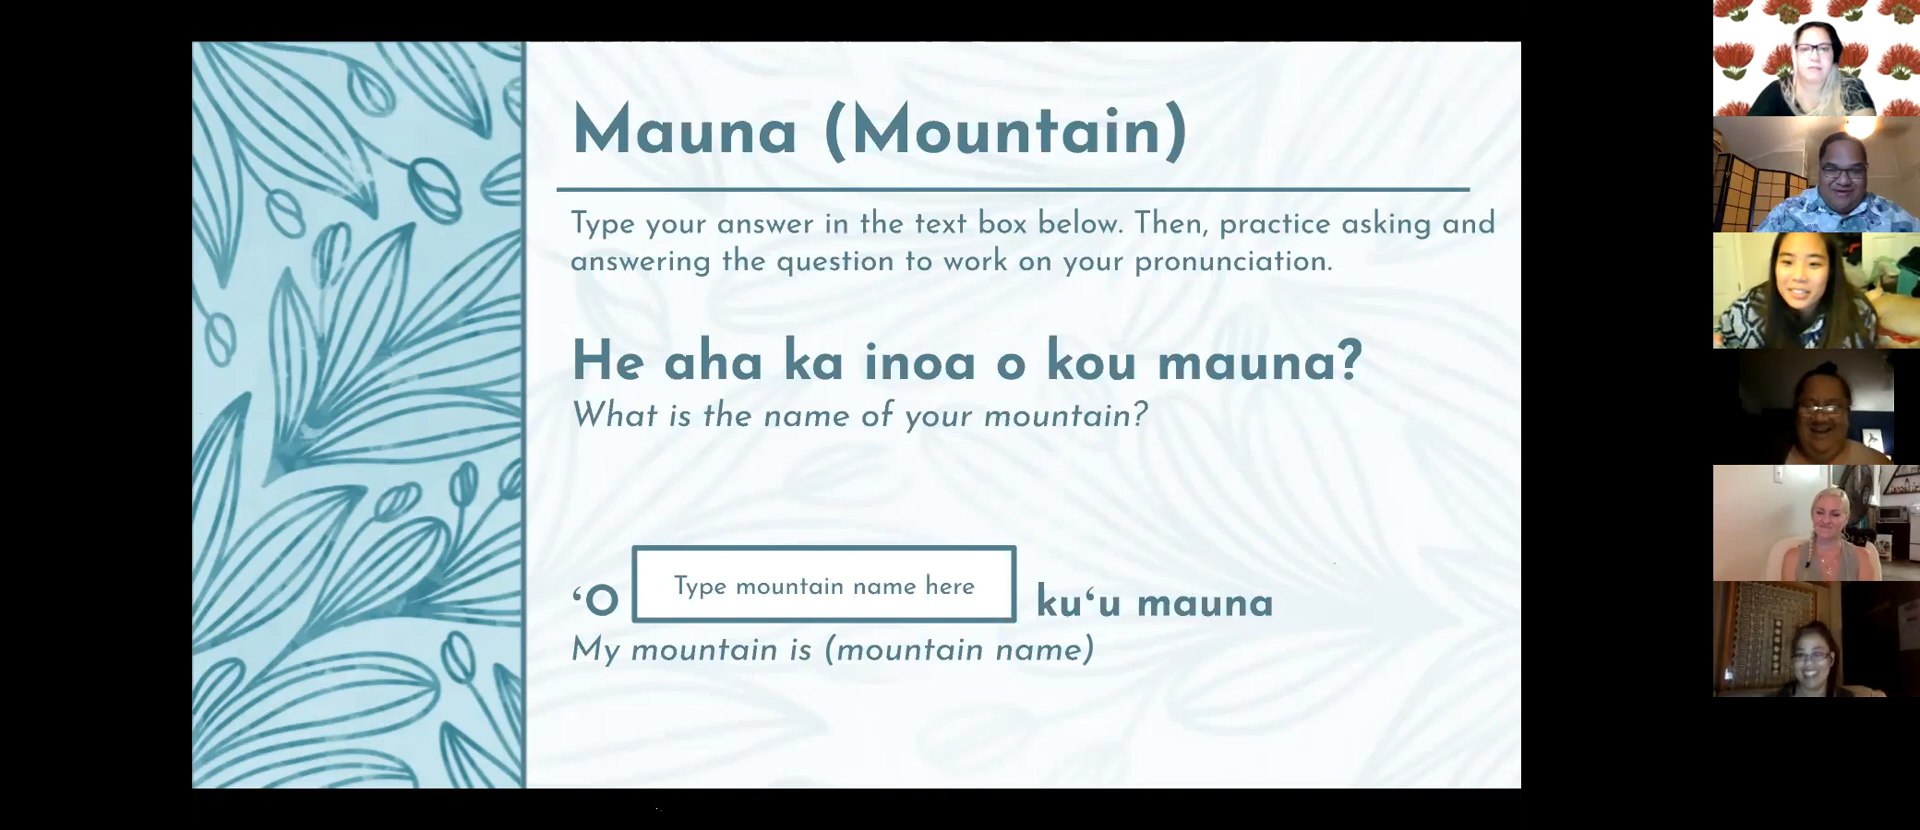 Mauna (Mountain)
Type your answer in the text box below. Then, practice asking and
answering the question to work on your pronunciation.
He aha ka inoa o kou mauna?
What is the name of your mountain?
ʻO Type mountain name here kuʻu mauna
My mountain is (mountain name)